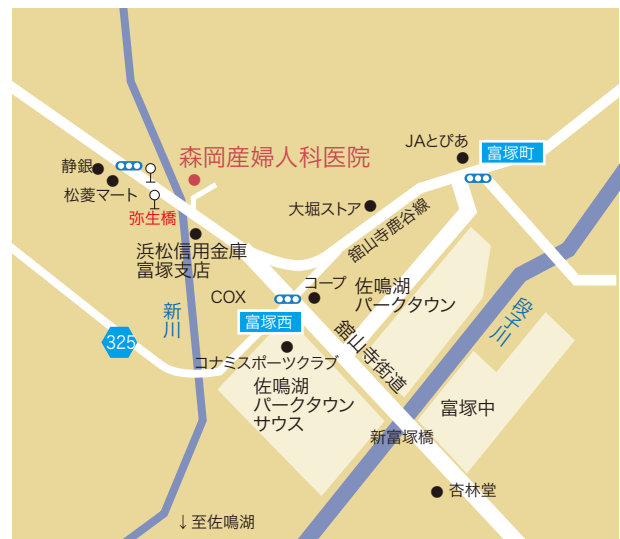 JAとぴあ
富塚町
静銀
松菱マート
弥生橋
森岡産婦人科医院
大堀ストア
舘山寺鹿谷線
浜松信用金庫
富塚支店
新川
COX
コープ
佐鳴湖
パークタウン
富塚西
325
コナミスポーツクラブ
舘山寺街道
段子川
佐鳴湖
パークタウン
サウス
富塚中
新富塚橋
杏林堂
↓至佐鳴湖